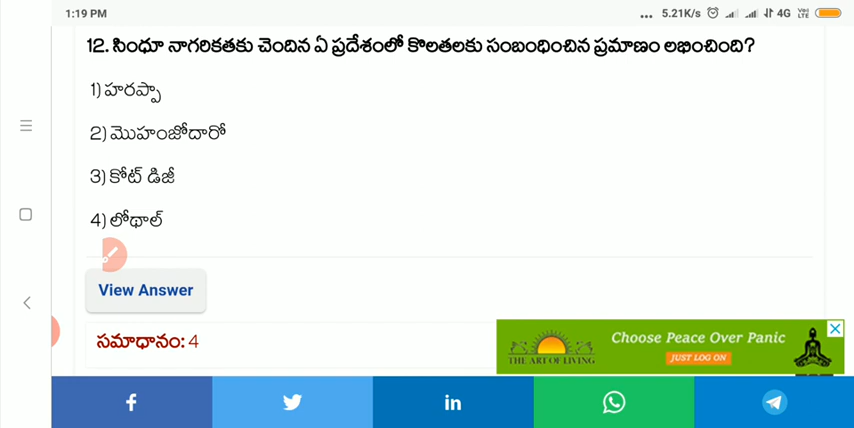 1:19 PM
... 5.21K/s 4G VoLTE
12. సింధూ నాగరికతకు చెందిన ఏ ప్రదేశంలో కొలతలకు సంబంధించిన ప్రమాణం లభించింది?
1) హరప్పా
2) మొహంజోదారో
3) కోట్ డిజీ
4) లోథాల్
View Answer
సమాధానం: 4
THE ART OF LIVING
Choose Peace Over Panic
JUST LOG ON